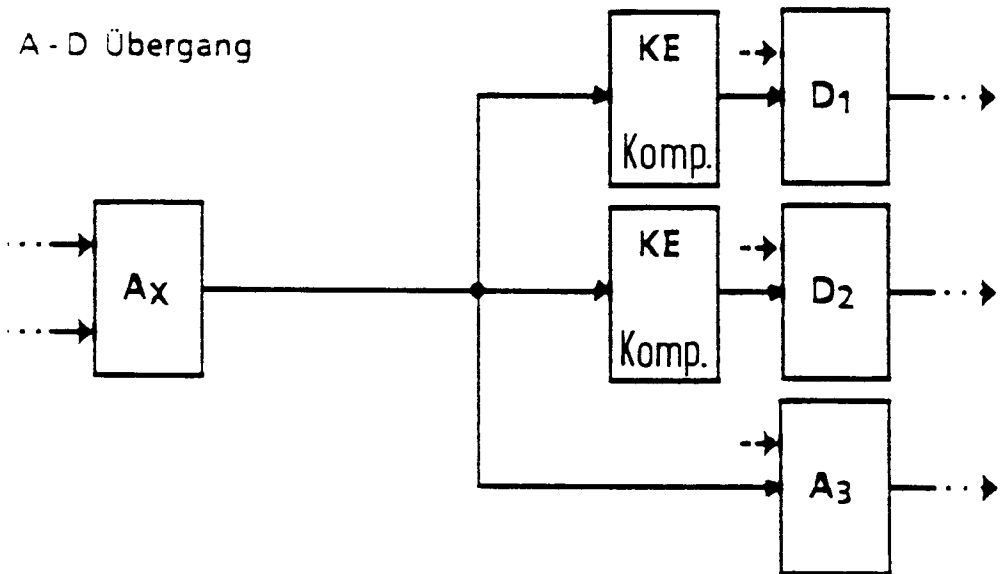 A - D Übergang
KE
Komp.
D1
Ax
KE
Komp.
D2
A3